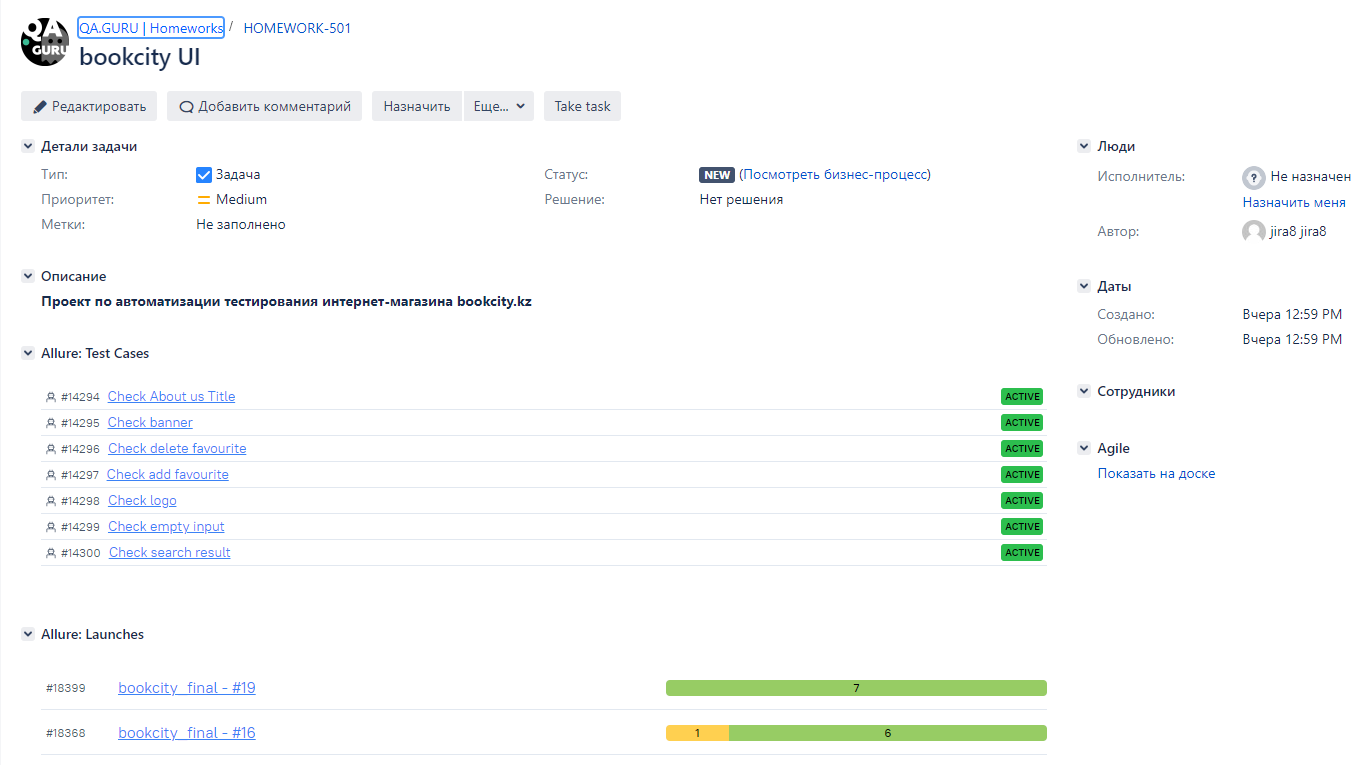 QA GURU
QA.GURU | Homeworks / HOMEWORK-501
bookcity UI
Редактировать Добавить комментарий Назначить Еще... Take task
Детали задачи
Тип: Задача
Приоритет: Medium
Метки: Не заполнено
Статус: NEW (Посмотреть бизнес-процесс)
Решение: Нет решения
Описание
Проект по автоматизации тестирования интернет-магазина bookcity.kz
Allure: Test Cases
#14294 Check About us Title ACTIVE
#14295 Check banner ACTIVE
#14296 Check delete favourite ACTIVE
#14297 Check add favourite ACTIVE
#14298 Check logo ACTIVE
#14299 Check empty input ACTIVE
#14300 Check search result ACTIVE
Allure: Launches
#18399 bookcity_final - #19 7
#18368 bookcity_final - #16 1 6
Люди
Исполнитель: ? Не назначен
Назначить меня
Автор: jira8 jira8
Даты
Создано: Вчера 12:59 PM
Обновлено: Вчера 12:59 PM
Сотрудники
Agile
Показать на доске